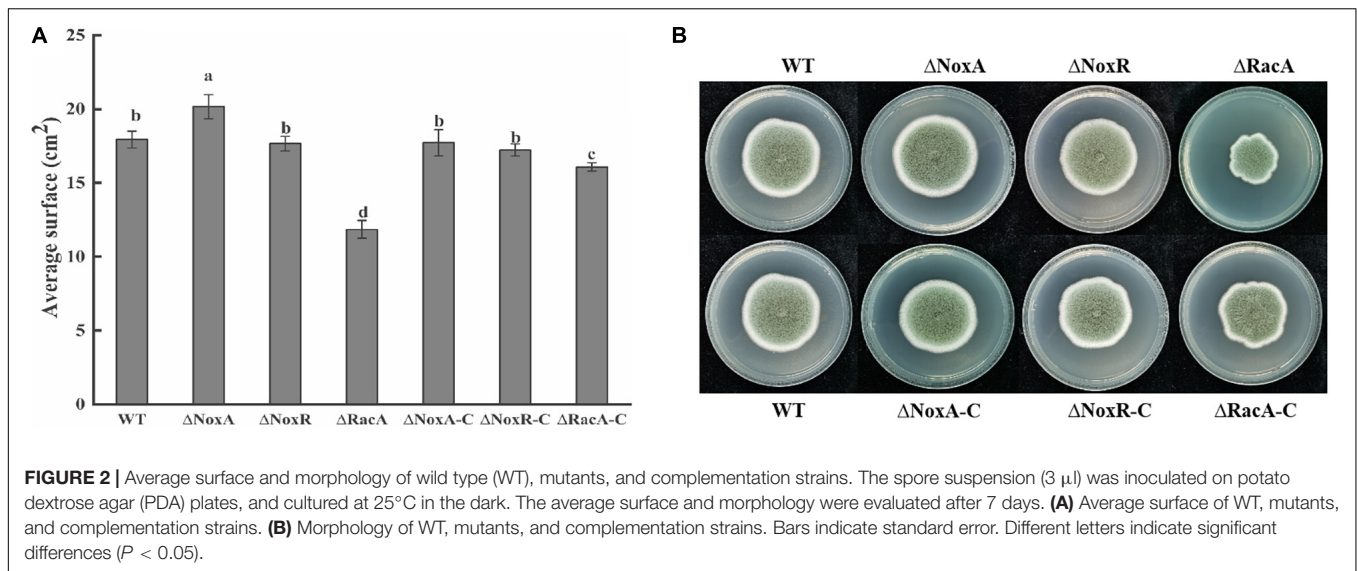 A
Average surface (cm²)
25
20
15
10
5
0
b
a
b
d
b
b
c
WT ΔNoxA ΔNoxR ΔRacA ΔNoxA-C ΔNoxR-C ΔRacA-C
B
WT ΔNoxA ΔNoxR ΔRacA
WT ΔNoxA-C ΔNoxR-C ΔRacA-C
FIGURE 2 | Average surface and morphology of wild type (WT), mutants, and complementation strains. The spore suspension (3 μl) was inoculated on potato
dextrose agar (PDA) plates, and cultured at 25°C in the dark. The average surface and morphology were evaluated after 7 days. (A) Average surface of WT, mutants,
and complementation strains. (B) Morphology of WT, mutants, and complementation strains. Bars indicate standard error. Different letters indicate significant
differences (P < 0.05).